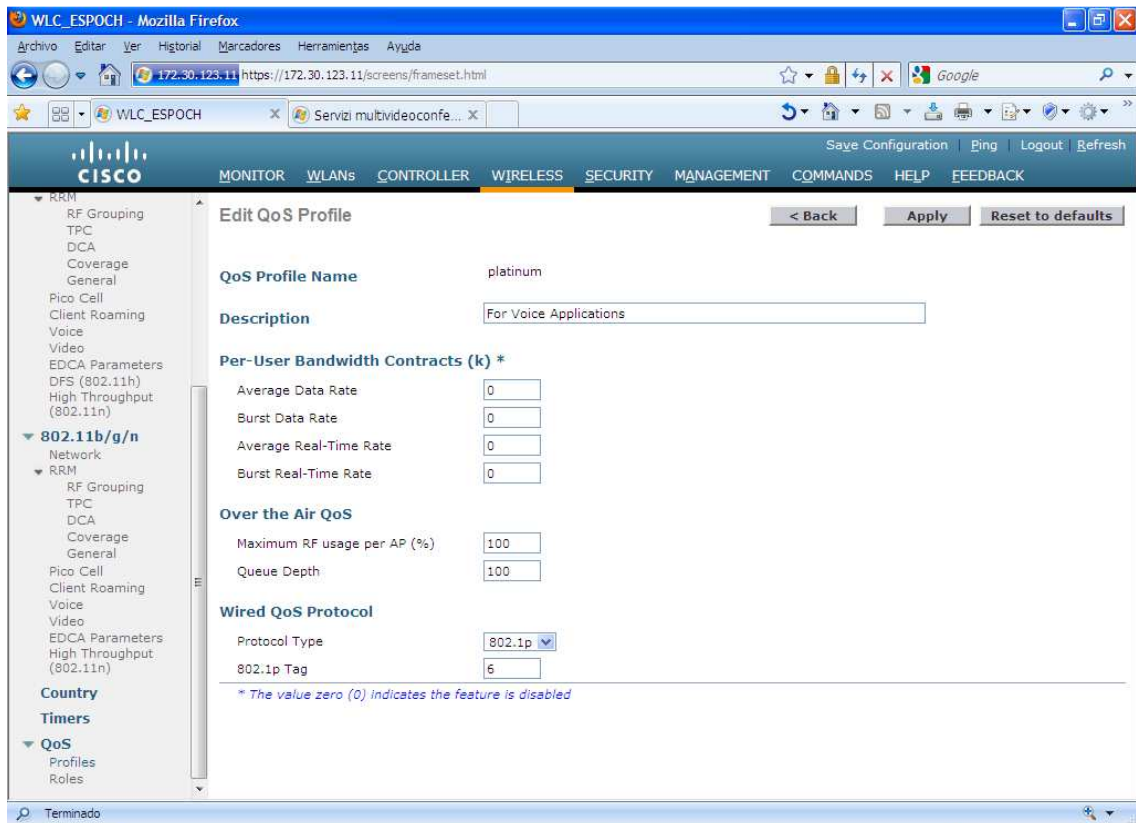 WLC_ESPOCH - Mozilla Firefox
Archivo Editar Ver Historial Marcadores Herramientas Ayuda
172.30.123.11 https://172.30.123.11/screens/frameset.html
Google
WLC_ESPOCH
Servizi multivideoconfe...
Save Configuration Ping Logout Refresh
CISCO
MONITOR WLANs CONTROLLER WIRELESS SECURITY MANAGEMENT COMMANDS HELP FEEDBACK
RRM
RF Grouping
TPC
DCA
Coverage
General
Pico Cell
Client Roaming
Voice
Video
EDCA Parameters
DFS (802.11h)
High Throughput
(802.11n)
802.11b/g/n
Network
RRM
RF Grouping
TPC
DCA
Coverage
General
Pico Cell
Client Roaming
Voice
Video
EDCA Parameters
High Throughput
(802.11n)
Country
Timers
QoS
Profiles
Roles
Edit QoS Profile
< Back Apply Reset to defaults
QoS Profile Name platinum
Description For Voice Applications
Per-User Bandwidth Contracts (k) *
Average Data Rate 0
Burst Data Rate 0
Average Real-Time Rate 0
Burst Real-Time Rate 0
Over the Air QoS
Maximum RF usage per AP (%) 100
Queue Depth 100
Wired QoS Protocol
Protocol Type 802.1p
802.1p Tag 6
* The value zero (0) indicates the feature is disabled
Terminado